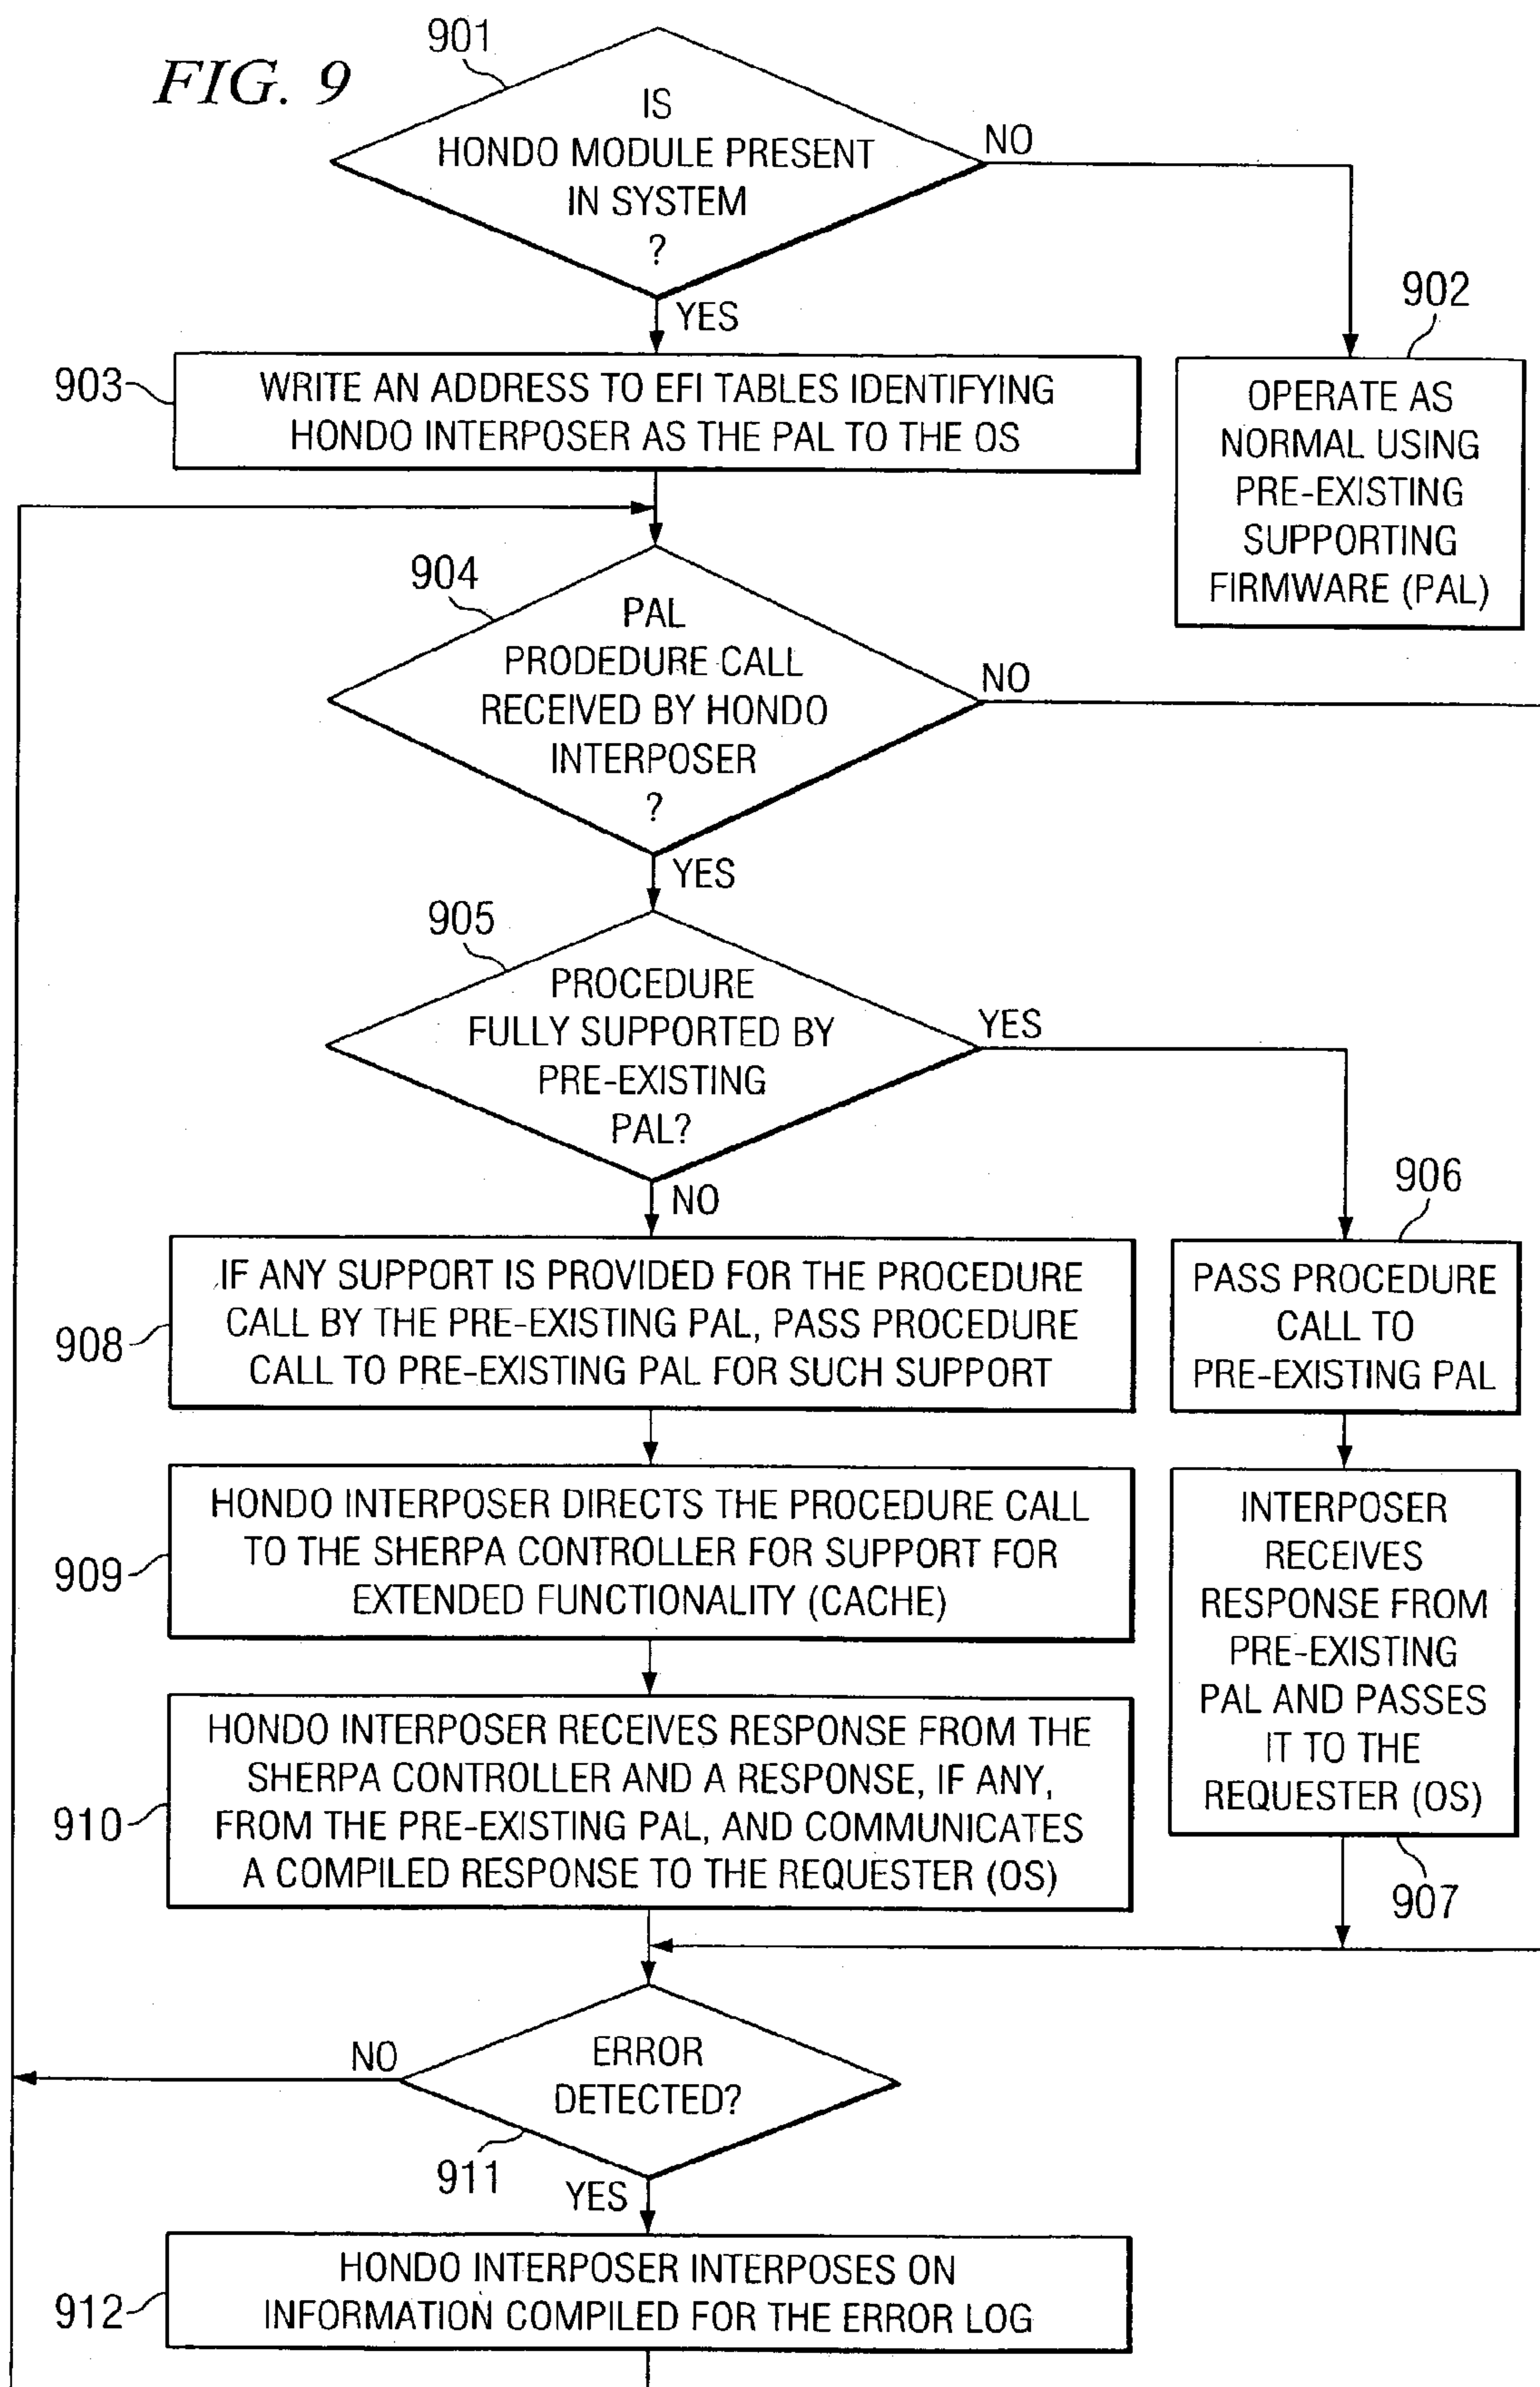 FIG. 9
901
IS
HONDO MODULE PRESENT
IN SYSTEM
?
NO
YES
902
OPERATE AS
NORMAL USING
PRE-EXISTING
SUPPORTING
FIRMWARE (PAL)
903
WRITE AN ADDRESS TO EFI TABLES IDENTIFYING
HONDO INTERPOSER AS THE PAL TO THE OS
904
PAL
PRODEDURE CALL
RECEIVED BY HONDO
INTERPOSER
?
NO
YES
905
PROCEDURE
FULLY SUPPORTED BY
PRE-EXISTING
PAL?
YES
NO
906
PASS PROCEDURE
CALL TO
PRE-EXISTING PAL
908
IF ANY SUPPORT IS PROVIDED FOR THE PROCEDURE
CALL BY THE PRE-EXISTING PAL, PASS PROCEDURE
CALL TO PRE-EXISTING PAL FOR SUCH SUPPORT
909
HONDO INTERPOSER DIRECTS THE PROCEDURE CALL
TO THE SHERPA CONTROLLER FOR SUPPORT FOR
EXTENDED FUNCTIONALITY (CACHE)
INTERPOSER
RECEIVES
RESPONSE FROM
PRE-EXISTING
PAL AND PASSES
IT TO THE
REQUESTER (OS)
907
910
HONDO INTERPOSER RECEIVES RESPONSE FROM THE
SHERPA CONTROLLER AND A RESPONSE, IF ANY,
FROM THE PRE-EXISTING PAL, AND COMMUNICATES
A COMPILED RESPONSE TO THE REQUESTER (OS)
NO
ERROR
DETECTED?
911
YES
912
HONDO INTERPOSER INTERPOSES ON
INFORMATION COMPILED FOR THE ERROR LOG